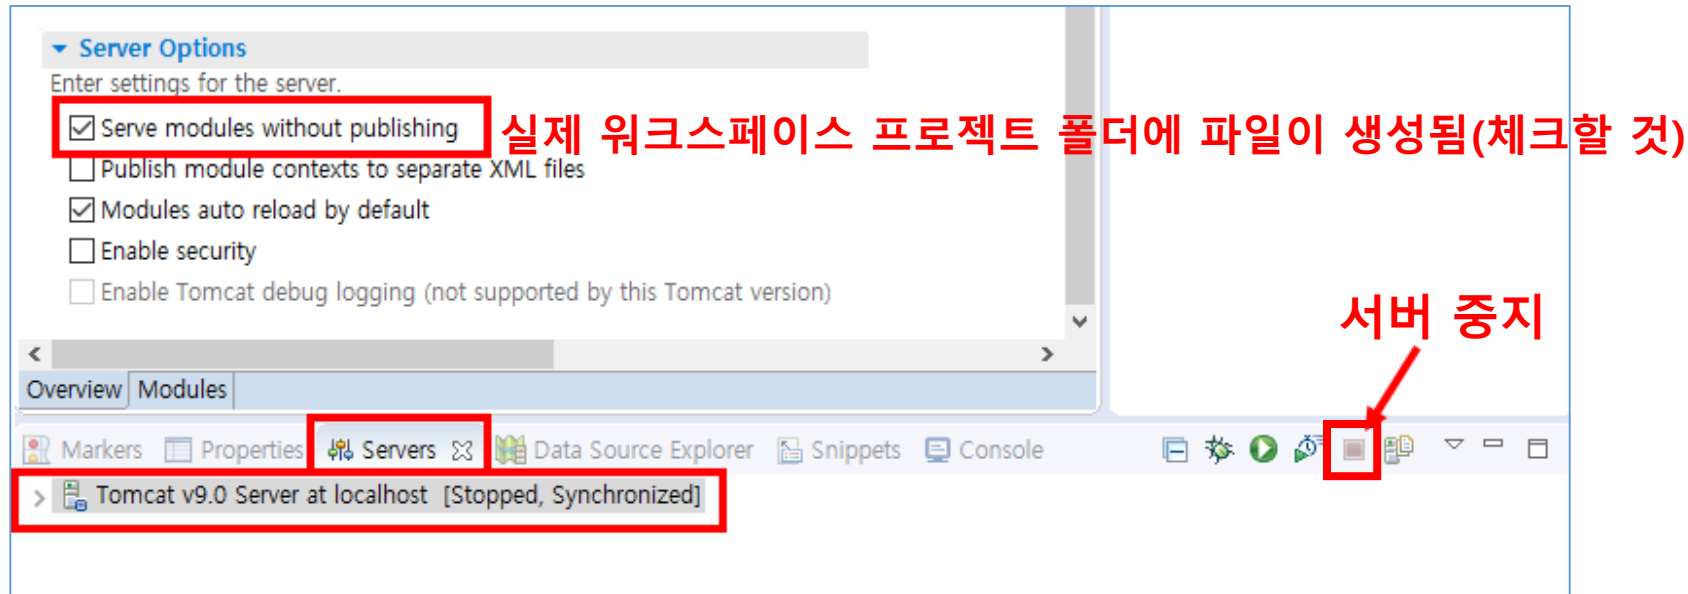 Server Options
Enter settings for the server.
Serve modules without publishing
실제 워크스페이스 프로젝트 폴더에 파일이 생성됨(체크할 것)
Publish module contexts to separate XML files
Modules auto reload by default
Enable security
Enable Tomcat debug logging (not supported by this Tomcat version)
서버 중지
Overview Modules
Markers Properties Servers Data Source Explorer Snippets Console
Tomcat v9.0 Server at localhost [Stopped, Synchronized]